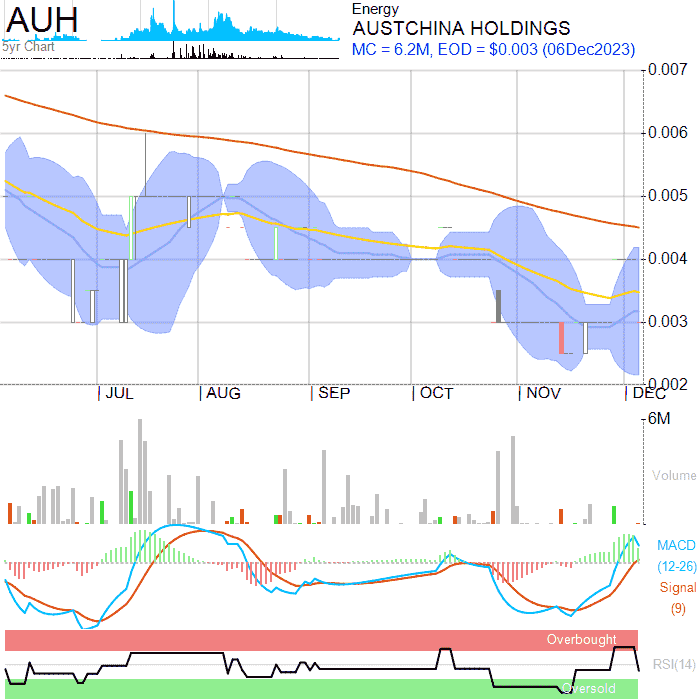 AUH
5yr Chart
Energy
AUSTCHINA HOLDINGS
MC = 6.2M, EOD = $0.003 (06Dec2023)
0.007
0.006
0.005
0.004
0.003
0.002
JUL AUG SEP OCT NOV DEC
6M
Volume
MACD
(12-26)
Signal
(9)
Overbought
RSI(14)
Oversold